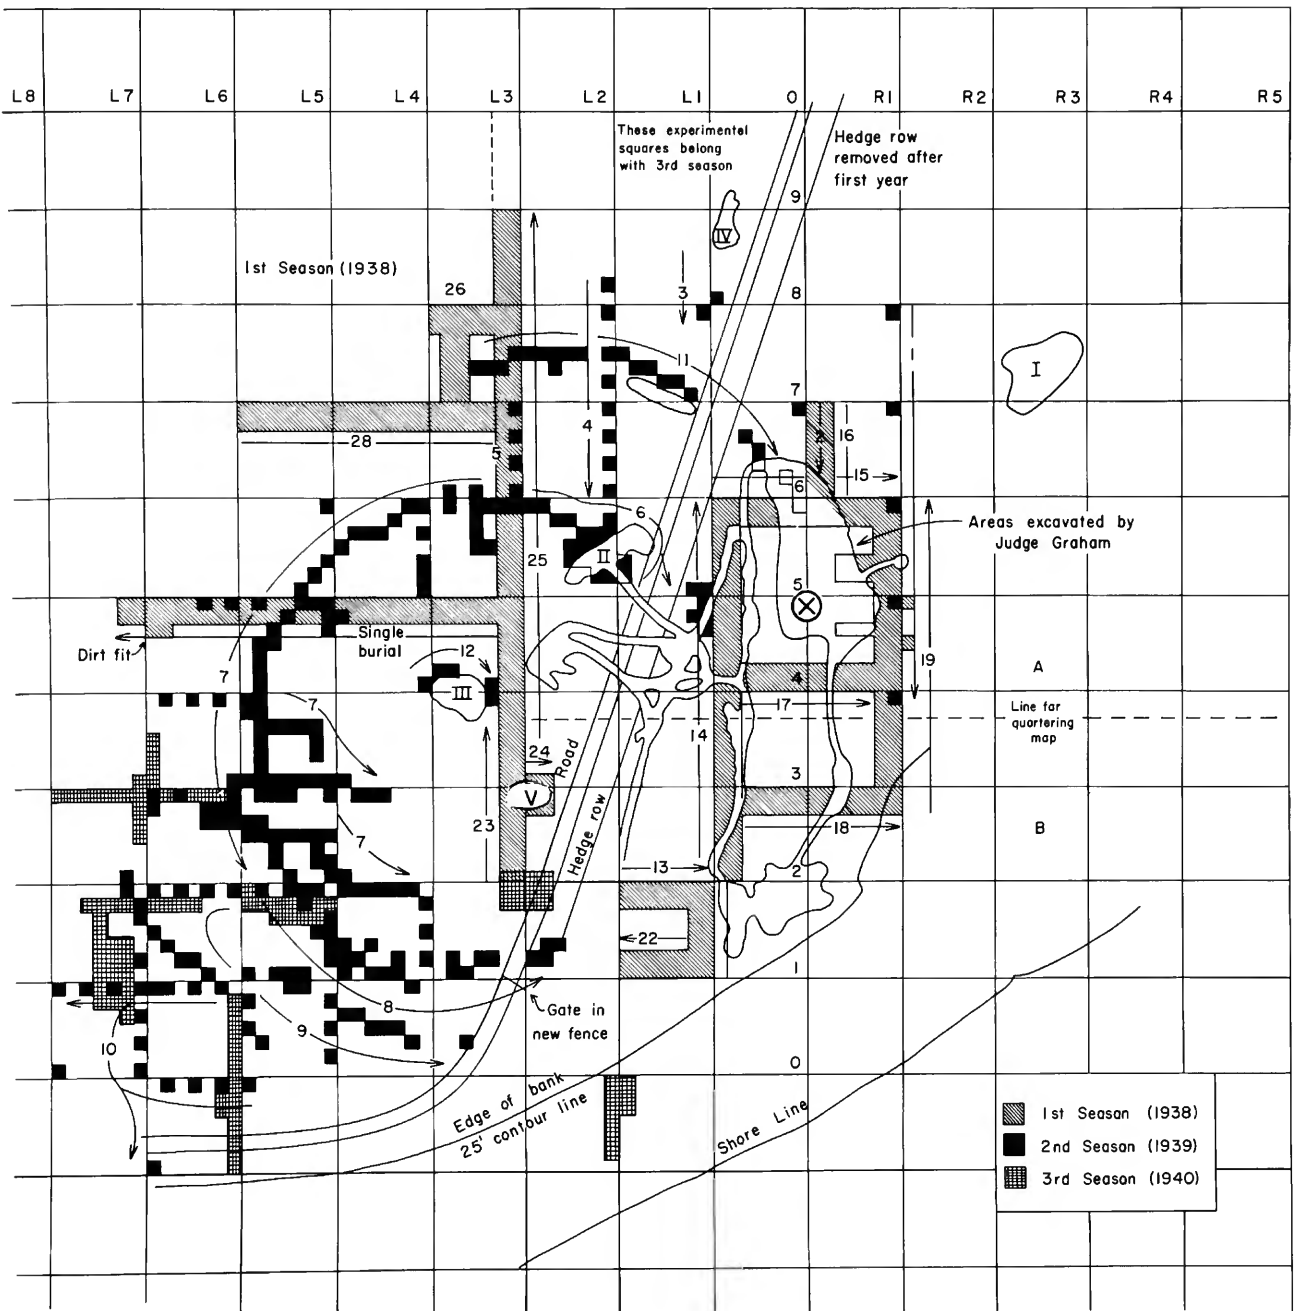 L8 L7 L6 L5 L4 L3 L2 L1 0 R1 R2 R3 R4 R5
These experimental
squares belong
with 3rd season
Hedge row
removed after
first year
9
IV
1st Season (1938)
26
3
8
11
I
7
28
5
4
2
16
15
6
6
Areas excavated by
Judge Graham
25
II
5
Single
burial
Dirt fit
12
7
III
7
19
A
4
17
Line far
quartering
map
24
14
Road
3
V
23
Hedge row
7
18
B
13
2
22
1
8
Gate in
new fence
9
10
0
Edge of bank
25' contour line
Shore Line
1st Season (1938)
2nd Season (1939)
3rd Season (1940)